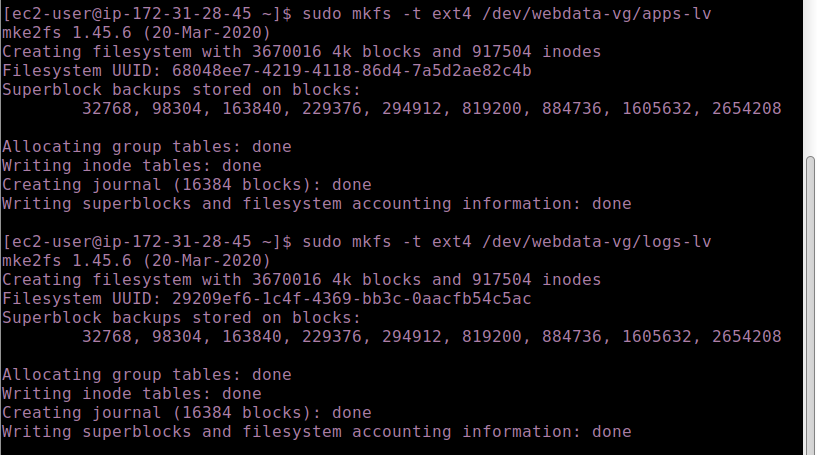 [ec2-user@ip-172-31-28-45 ~]$ sudo mkfs -t ext4 /dev/webdata-vg/apps-lv
mke2fs 1.45.6 (20-Mar-2020)
Creating filesystem with 3670016 4k blocks and 917504 inodes
Filesystem UUID: 68048ee7-4219-4118-86d4-7a5d2ae82c4b
Superblock backups stored on blocks:
32768, 98304, 163840, 229376, 294912, 819200, 884736, 1605632, 2654208
Allocating group tables: done
Writing inode tables: done
Creating journal (16384 blocks): done
Writing superblocks and filesystem accounting information: done
[ec2-user@ip-172-31-28-45 ~]$ sudo mkfs -t ext4 /dev/webdata-vg/logs-lv
mke2fs 1.45.6 (20-Mar-2020)
Creating filesystem with 3670016 4k blocks and 917504 inodes
Filesystem UUID: 29209ef6-1c4f-4369-bb3c-0aacfb54c5ac
Superblock backups stored on blocks:
32768, 98304, 163840, 229376, 294912, 819200, 884736, 1605632, 2654208
Allocating group tables: done
Writing inode tables: done
Creating journal (16384 blocks): done
Writing superblocks and filesystem accounting information: done